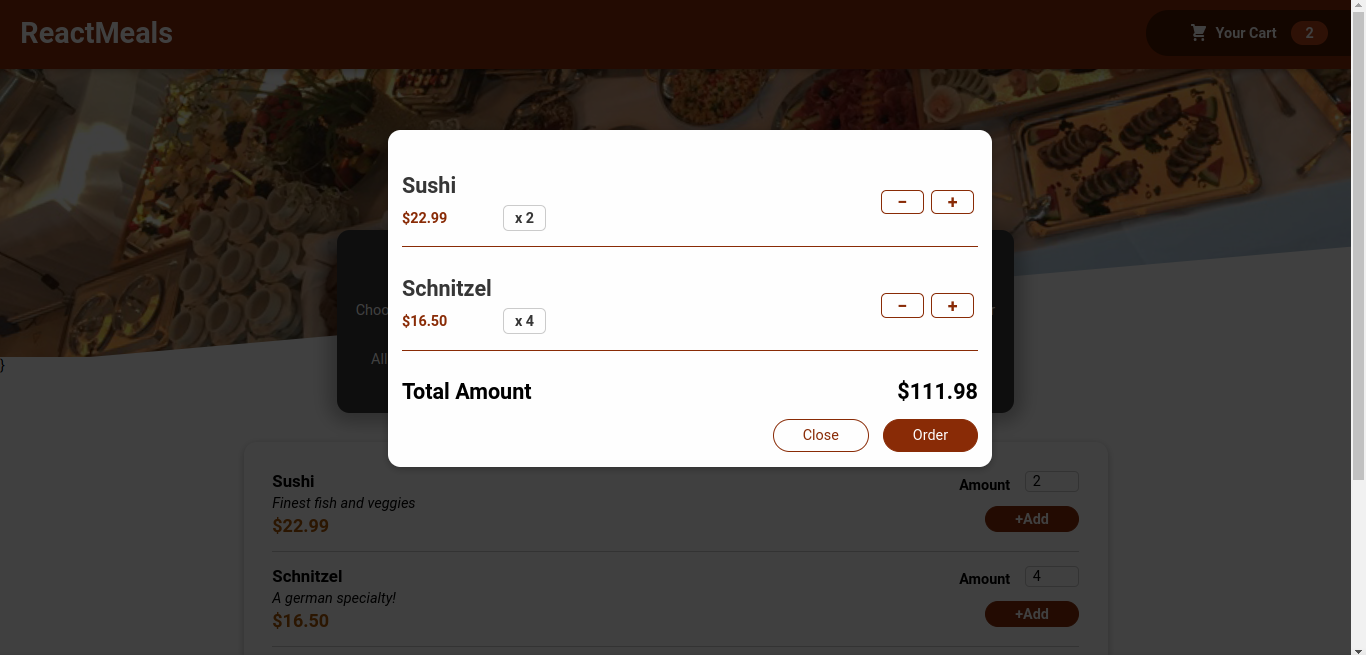 ReactMeals
Your Cart 2
Sushi
$22.99 x 2 − +
Schnitzel
$16.50 x 4 − +
Total Amount $111.98
Close Order
Choo
r
All
}
Sushi
Finest fish and veggies
$22.99
Amount 2
+Add
Schnitzel
A german specialty!
$16.50
Amount 4
+Add